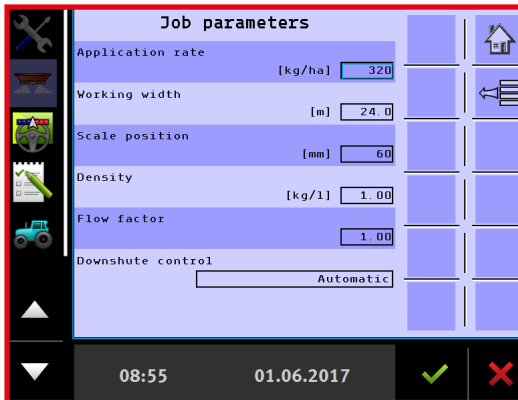 Job parameters
Application rate
[kg/ha] 320
Working width
[m] 24.0
Scale position
[mm] 60
Density
[kg/l] 1.00
Flow factor
1.00
Downshute control
Automatic
08:55 01.06.2017